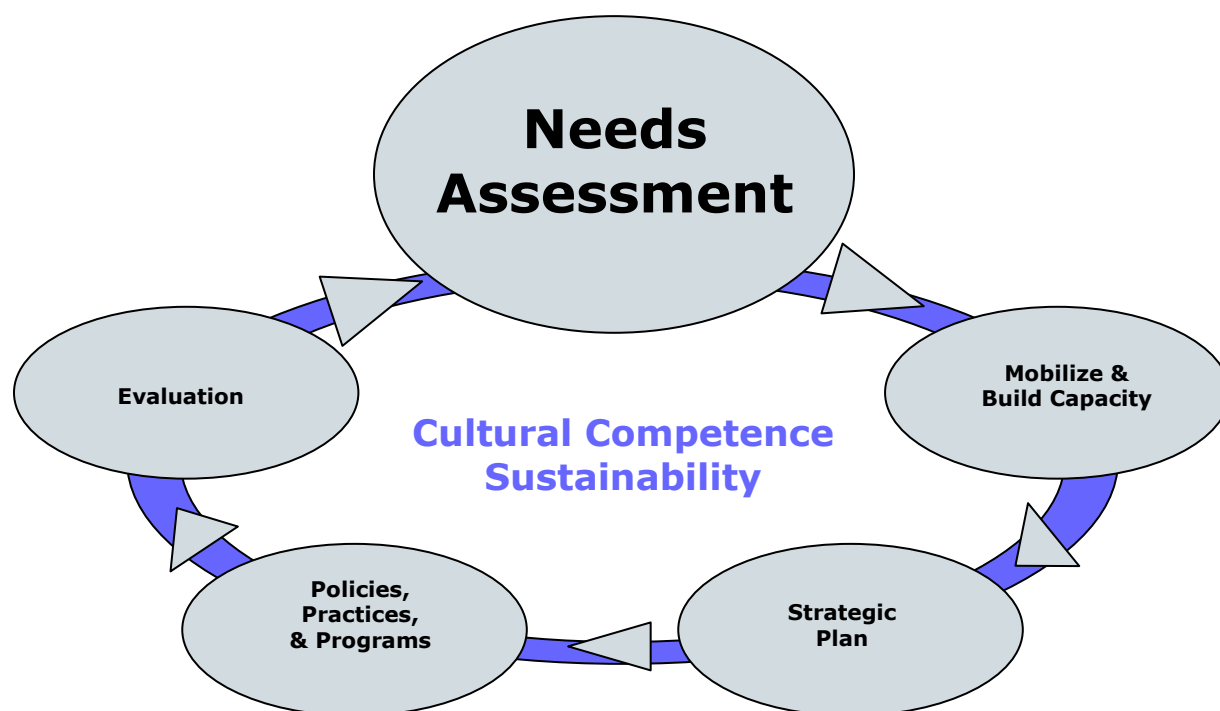 Needs
Assessment
Mobilize &
Build Capacity
Strategic
Plan
Policies,
Practices,
& Programs
Evaluation
Cultural Competence
Sustainability